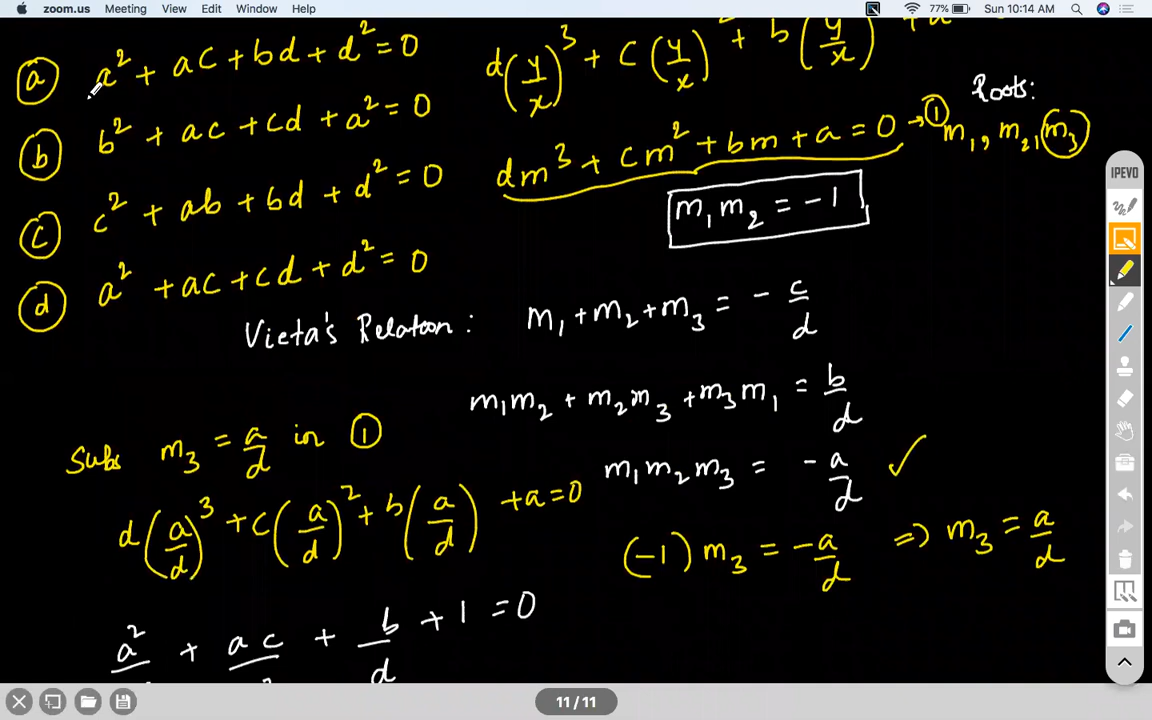 zoom.us Meeting View Edit Window Help 77% Sun 10:14 AM
(a) a² + ac + bd + d² = 0
(b) b² + ac + cd + a² = 0
(c) c² + ab + bd + d² = 0
(d) a² + ac + cd + d² = 0
d(y/x)³ + c(y/x)² + b(y/x) + a
dm³ + cm² + bm + a = 0 → ①
Roots:
m₁, m₂, m₃
m₁m₂ = -1
Vieta's Relation : m₁ + m₂ + m₃ = - c/d
m₁m₂ + m₂m₃ + m₃m₁ = b/d
m₁m₂m₃ = - a/d ✓
(-1) m₃ = - a/d => m₃ = a/d
Subs m₃ = a/d in ①
d(a/d)³ + c(a/d)² + b(a/d) + a = 0
a² + ac + b/d + 1 = 0
IPEVO
11/11